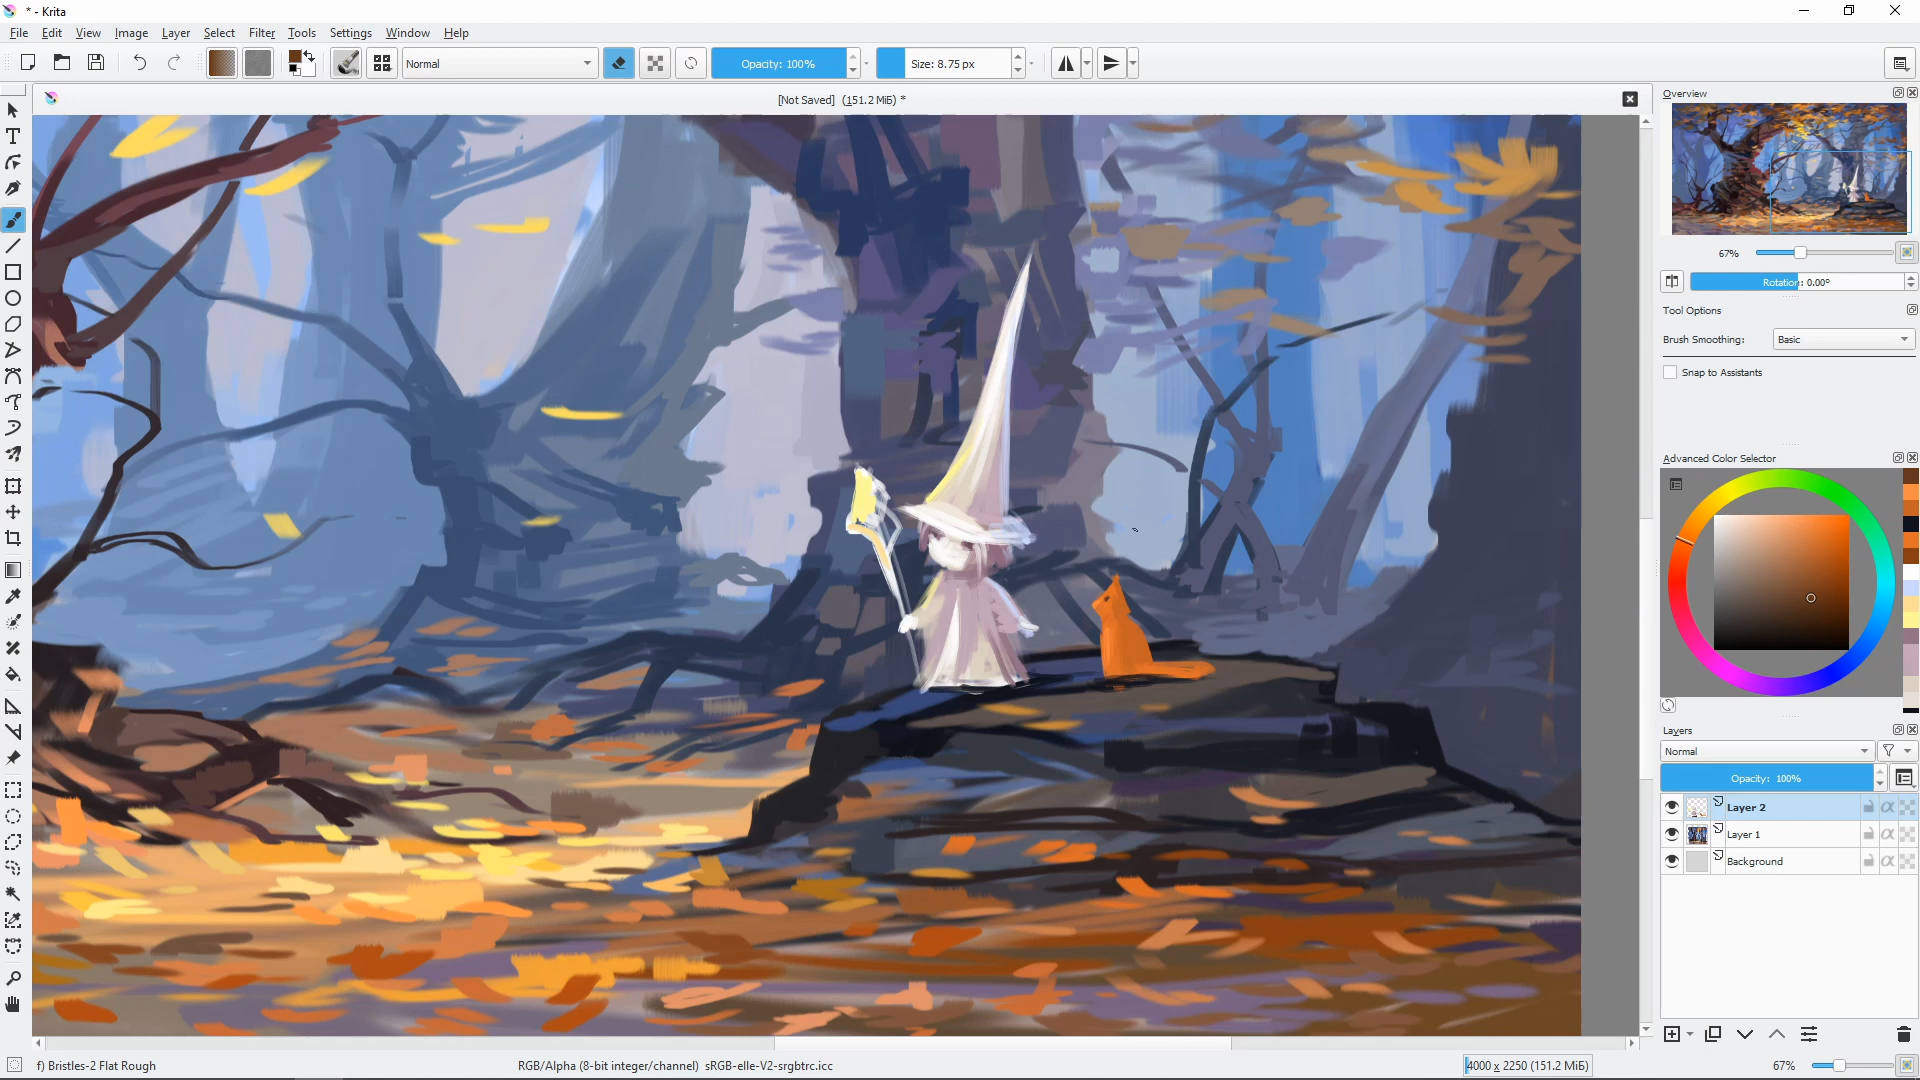 * - Krita
File Edit View Image Layer Select Filter Tools Settings Window Help
Normal
Opacity: 100%
Size: 8.75 px
[Not Saved] (151.2 MiB) *
Overview
67%
Rotation: 0.00°
Tool Options
Brush Smoothing: Basic
Snap to Assistants
Advanced Color Selector
Layers
Normal
Opacity: 100%
Layer 2
Layer 1
Background
f) Bristles-2 Flat Rough
RGB/Alpha (8-bit integer/channel) sRGB-elle-V2-srgbtrc.icc
4000 x 2250 (151.2 MiB)
67%